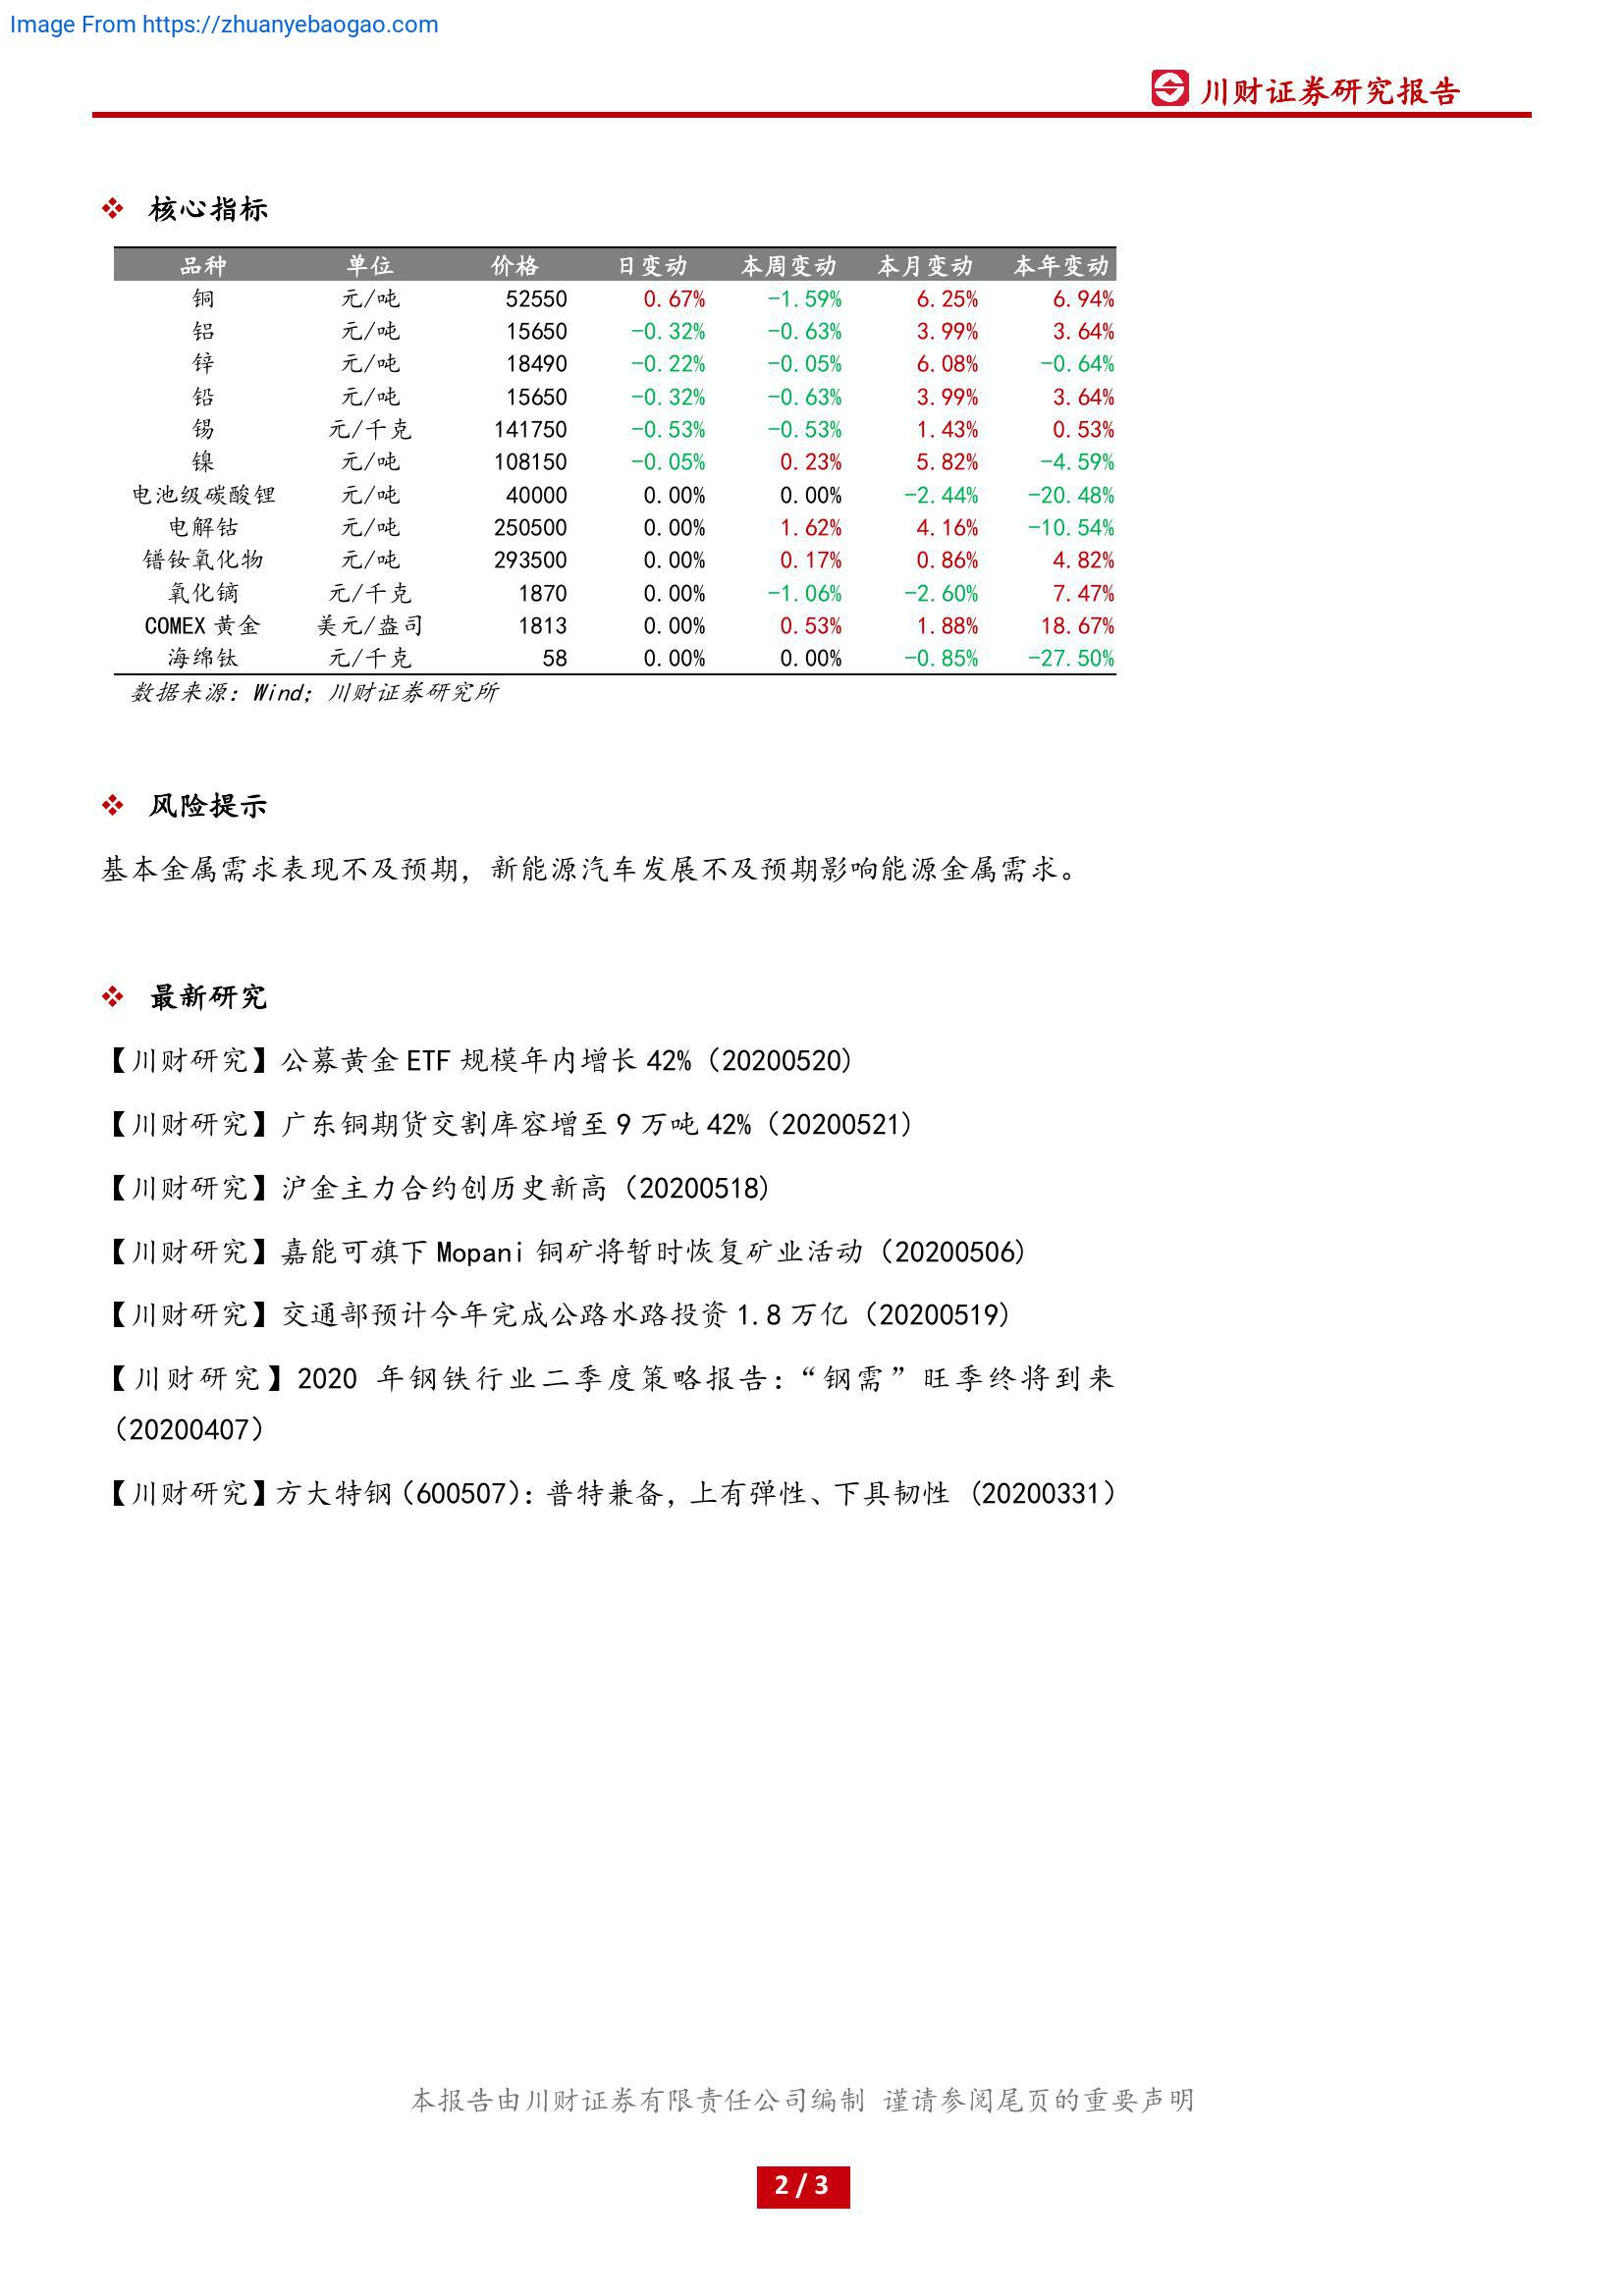 Image From https://zhuanyebaogao.com
川财证券研究报告
核心指标
品种 单位 价格 日变动 本周变动 本月变动 本年变动
铜 元/吨 52550 0.67% -1.59% 6.25% 6.94%
铝 元/吨 15650 -0.32% -0.63% 3.99% 3.64%
锌 元/吨 18490 -0.22% -0.05% 6.08% -0.64%
铅 元/吨 15650 -0.32% -0.63% 3.99% 3.64%
锡 元/千克 141750 -0.53% -0.53% 1.43% 0.53%
镍 元/吨 108150 -0.05% 0.23% 5.82% -4.59%
电池级碳酸锂 元/吨 40000 0.00% 0.00% -2.44% -20.48%
电解钴 元/吨 250500 0.00% 1.62% 4.16% -10.54%
镨钕氧化物 元/吨 293500 0.00% 0.17% 0.86% 4.82%
氧化镝 元/千克 1870 0.00% -1.06% -2.60% 7.47%
COMEX 黄金 美元/盎司 1813 0.00% 0.53% 1.88% 18.67%
海绵钛 元/千克 58 0.00% 0.00% -0.85% -27.50%
数据来源：Wind；川财证券研究所
风险提示
基本金属需求表现不及预期，新能源汽车发展不及预期影响能源金属需求。
最新研究
【川财研究】公募黄金 ETF 规模年内增长 42%（20200520）
【川财研究】广东铜期货交割库容增至 9 万吨 42%（20200521）
【川财研究】沪金主力合约创历史新高（20200518）
【川财研究】嘉能可旗下 Mopani 铜矿将暂时恢复矿业活动（20200506）
【川财研究】交通部预计今年完成公路水路投资 1.8 万亿（20200519）
【川财研究】2020 年钢铁行业二季度策略报告：“钢需”旺季终将到来
（20200407）
【川财研究】方大特钢（600507）：普特兼备，上有弹性、下具韧性（20200331）
本报告由川财证券有限责任公司编制 谨请参阅尾页的重要声明
2 / 3